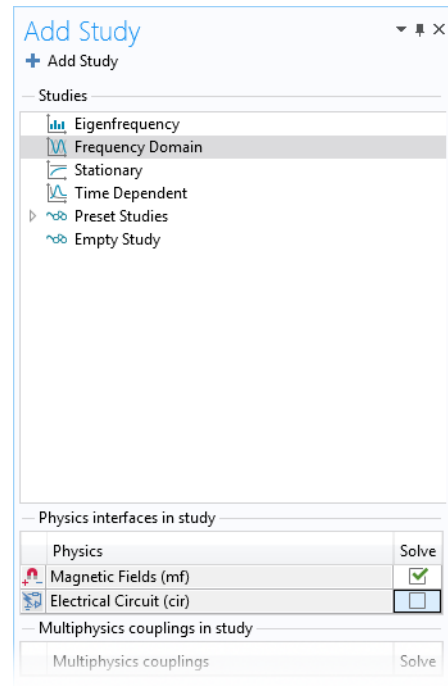 Add Study
Add Study
Studies
Eigenfrequency
Frequency Domain
Stationary
Time Dependent
Preset Studies
Empty Study
Physics interfaces in study
Physics Solve
Magnetic Fields (mf)
Electrical Circuit (cir)
Multiphysics couplings in study
Multiphysics couplings Solve